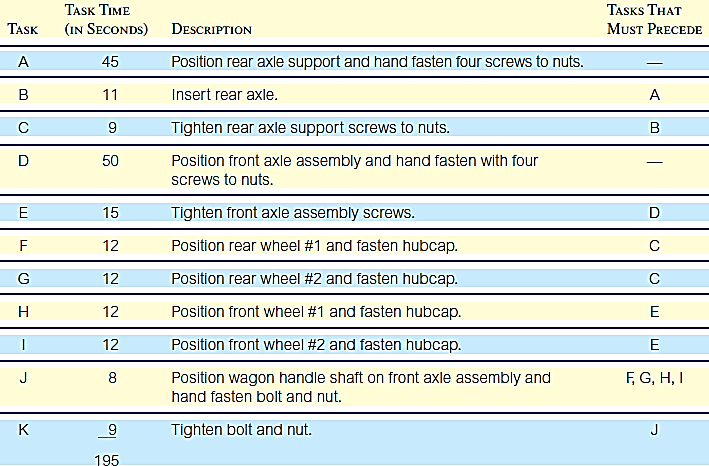 TASK TIME TASKS THAT
TASK (IN SECONDS) DESCRIPTION MUST PRECEDE
A 45 Position rear axle support and hand fasten four screws to nuts. —
B 11 Insert rear axle. A
C 9 Tighten rear axle support screws to nuts. B
D 50 Position front axle assembly and hand fasten with four —
screws to nuts.
E 15 Tighten front axle assembly screws. D
F 12 Position rear wheel #1 and fasten hubcap. C
G 12 Position rear wheel #2 and fasten hubcap. C
H 12 Position front wheel #1 and fasten hubcap. E
I 12 Position front wheel #2 and fasten hubcap. E
J 8 Position wagon handle shaft on front axle assembly and F, G, H, I
hand fasten bolt and nut.
K 9 Tighten bolt and nut. J
195